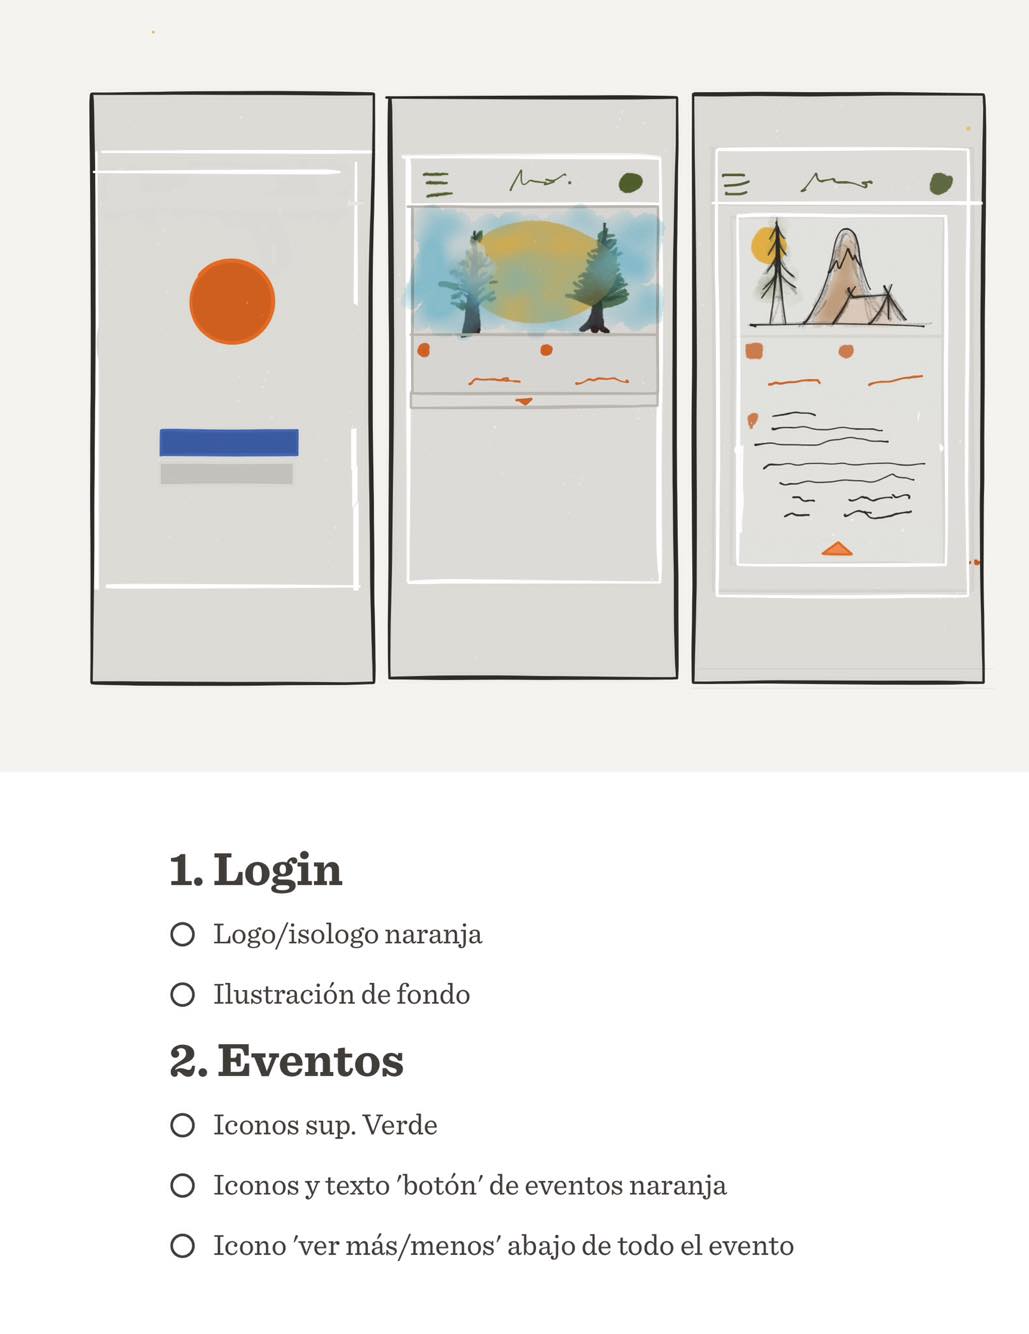 1. Login
Logo/isologo naranja
Ilustración de fondo
2. Eventos
Iconos sup. Verde
Iconos y texto 'botón' de eventos naranja
Icono 'ver más/menos' abajo de todo el evento